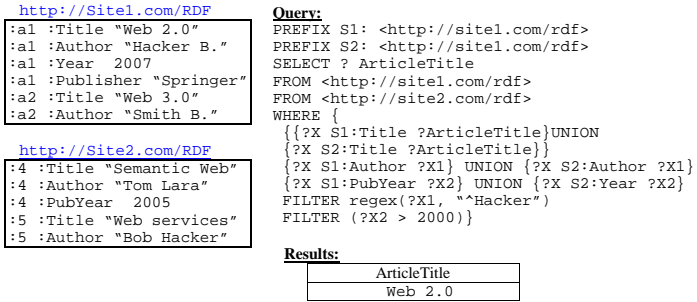 http://Site1.com/RDF
:a1 :Title "Web 2.0"
:a1 :Author "Hacker B."
:a1 :Year 2007
:a1 :Publisher "Springer"
:a2 :Title "Web 3.0"
:a2 :Author "Smith B."
http://Site2.com/RDF
:4 :Title "Semantic Web"
:4 :Author "Tom Lara"
:4 :PubYear 2005
:5 :Title "Web services"
:5 :Author "Bob Hacker"
Query:
PREFIX S1: <http://site1.com/rdf>
PREFIX S2: <http://site1.com/rdf>
SELECT ? ArticleTitle
FROM <http://site1.com/rdf>
FROM <http://site2.com/rdf>
WHERE {
{{?X S1:Title ?ArticleTitle}UNION
{?X S2:Title ?ArticleTitle}}
{?X S1:Author ?X1} UNION {?X S2:Author ?X1}
{?X S1:PubYear ?X2} UNION {?X S2:Year ?X2}
FILTER regex(?X1, "^Hacker")
FILTER (?X2 > 2000)}
Results:
ArticleTitle
Web 2.0